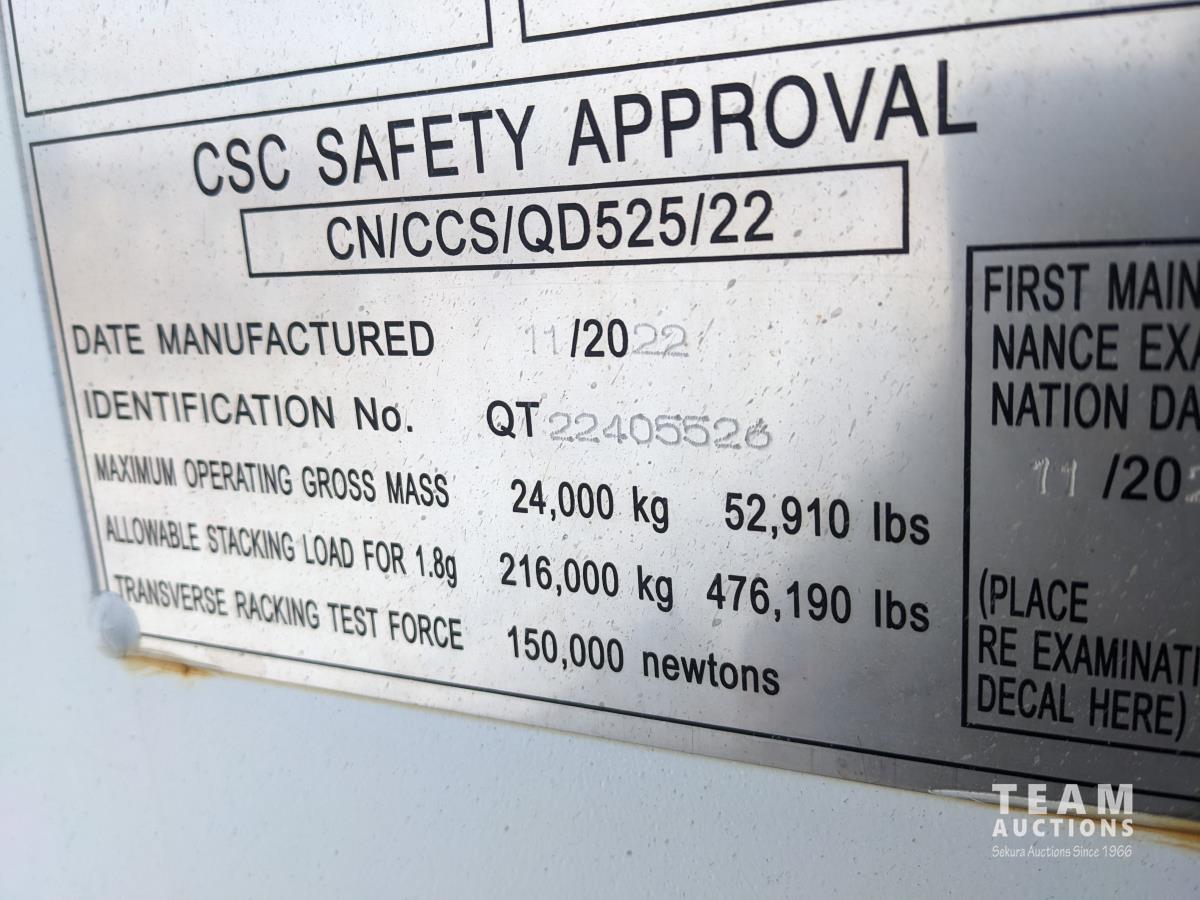 CSC SAFETY APPROVAL
CN/CCS/QD525/22
DATE MANUFACTURED 11/2022
IDENTIFICATION No. QT22405526
MAXIMUM OPERATING GROSS MASS 24,000 kg 52,910 lbs
ALLOWABLE STACKING LOAD FOR 1.8g 216,000 kg 476,190 lbs
TRANSVERSE RACKING TEST FORCE 150,000 newtons
FIRST MAIN
NANCE EXA
NATION DA
11/20
(PLACE
RE EXAMINATI
DECAL HERE)
TEAM
AUCTIONS
Sekura Auctions Since 1966